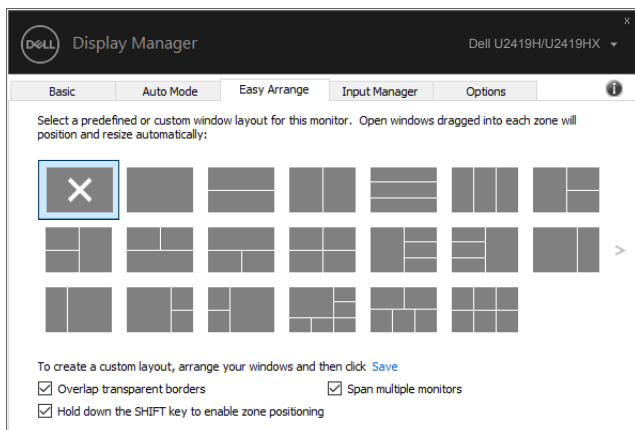 x
DELL Display Manager Dell U2419H/U2419HX
Basic Auto Mode Easy Arrange Input Manager Options i
Select a predefined or custom window layout for this monitor. Open windows dragged into each zone will
position and resize automatically:
>
To create a custom layout, arrange your windows and then click Save
Overlap transparent borders Span multiple monitors
Hold down the SHIFT key to enable zone positioning